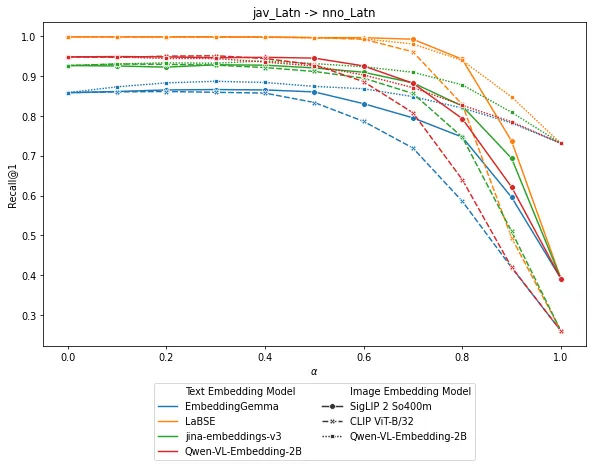 jav_Latn -> nno_Latn
Recall@1
1.0
0.9
0.8
0.7
0.6
0.5
0.4
0.3
0.0 0.2 0.4 0.6 0.8 1.0
α
Text Embedding Model
EmbeddingGemma
LaBSE
jina-embeddings-v3
Qwen-VL-Embedding-2B
Image Embedding Model
SigLIP 2 So400m
CLIP ViT-B/32
Qwen-VL-Embedding-2B